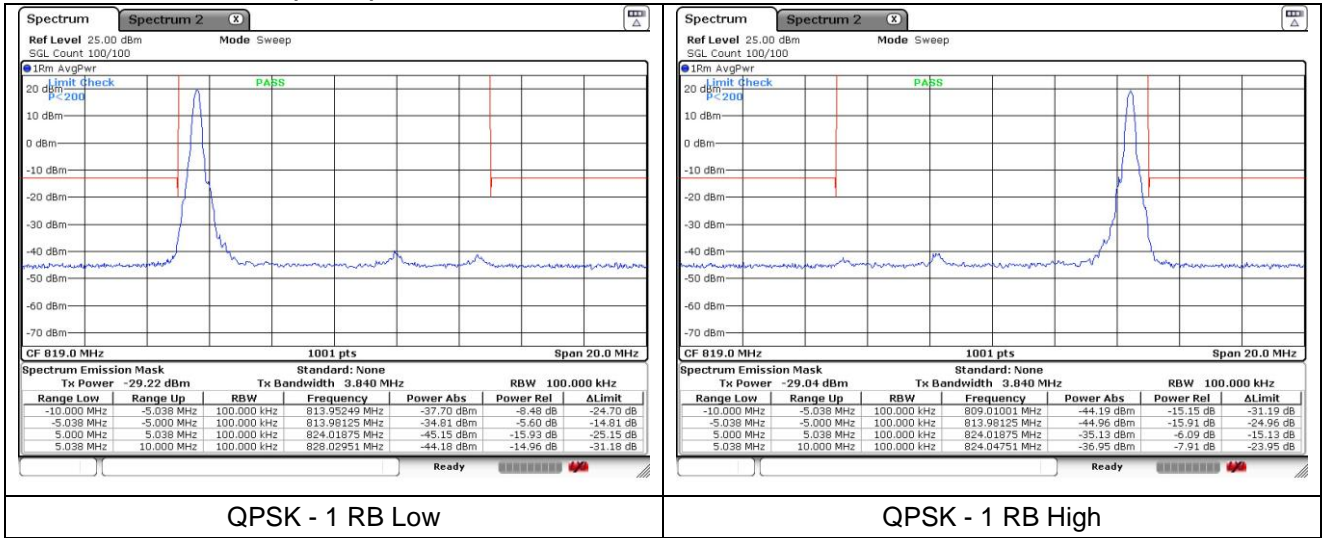 Spectrum Spectrum 2 X
Ref Level 25.00 dBm Mode Sweep
SGL Count 100/100
1Rm AvgPwr
Limit Check PASS
20 dBm
P<200
10 dBm
0 dBm
-10 dBm
-20 dBm
-30 dBm
-40 dBm
-50 dBm
-60 dBm
-70 dBm
CF 819.0 MHz 1001 pts Span 20.0 MHz
Spectrum Emission Mask Standard: None
Tx Power -29.22 dBm Tx Bandwidth 3.840 MHz RBW 100.000 kHz
Range Low Range Up RBW Frequency Power Abs Power Rel ΔLimit
-10.000 MHz -5.038 MHz 100.000 kHz 813.95249 MHz -37.70 dBm -8.48 dB -24.70 dB
-5.038 MHz -5.000 MHz 100.000 kHz 813.98125 MHz -34.81 dBm -5.60 dB -14.81 dB
5.000 MHz 5.038 MHz 100.000 kHz 824.01875 MHz -45.15 dBm -15.93 dB -25.15 dB
5.038 MHz 10.000 MHz 100.000 kHz 828.02951 MHz -44.18 dBm -14.96 dB -31.18 dB
Ready
QPSK - 1 RB Low
Spectrum Spectrum 2 X
Ref Level 25.00 dBm Mode Sweep
SGL Count 100/100
1Rm AvgPwr
Limit Check PASS
20 dBm
P<200
10 dBm
0 dBm
-10 dBm
-20 dBm
-30 dBm
-40 dBm
-50 dBm
-60 dBm
-70 dBm
CF 819.0 MHz 1001 pts Span 20.0 MHz
Spectrum Emission Mask Standard: None
Tx Power -29.04 dBm Tx Bandwidth 3.840 MHz RBW 100.000 kHz
Range Low Range Up RBW Frequency Power Abs Power Rel ΔLimit
-10.000 MHz -5.038 MHz 100.000 kHz 809.01001 MHz -44.19 dBm -15.15 dB -31.19 dB
-5.038 MHz -5.000 MHz 100.000 kHz 813.98125 MHz -44.96 dBm -15.91 dB -24.96 dB
5.000 MHz 5.038 MHz 100.000 kHz 824.01875 MHz -35.13 dBm -6.09 dB -15.13 dB
5.038 MHz 10.000 MHz 100.000 kHz 824.04751 MHz -36.95 dBm -7.91 dB -23.95 dB
Ready
QPSK - 1 RB High